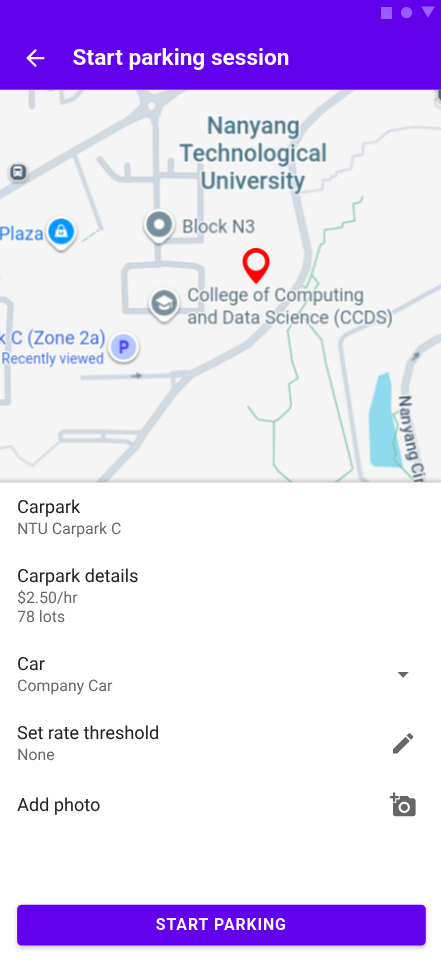 Start parking session
Nanyang
Technological
University
Plaza
Block N3
College of Computing
and Data Science (CCDS)
k C (Zone 2a)
Recently viewed
P
Nanyang Cir
Carpark
NTU Carpark C
Carpark details
$2.50/hr
78 lots
Car
Company Car
Set rate threshold
None
Add photo
START PARKING